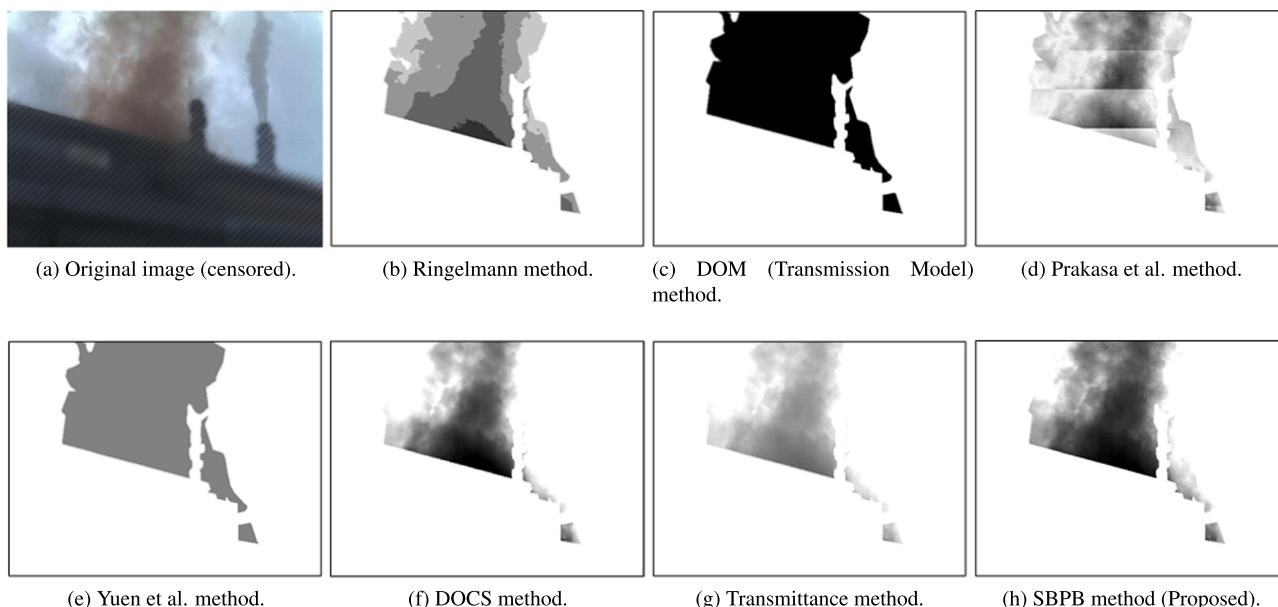 (a) Original image (censored).
(b) Ringelmann method.
(c) DOM (Transmission Model)
method.
(d) Prakasa et al. method.
(e) Yuen et al. method.
(f) DOCS method.
(g) Transmittance method.
(h) SBPB method (Proposed).